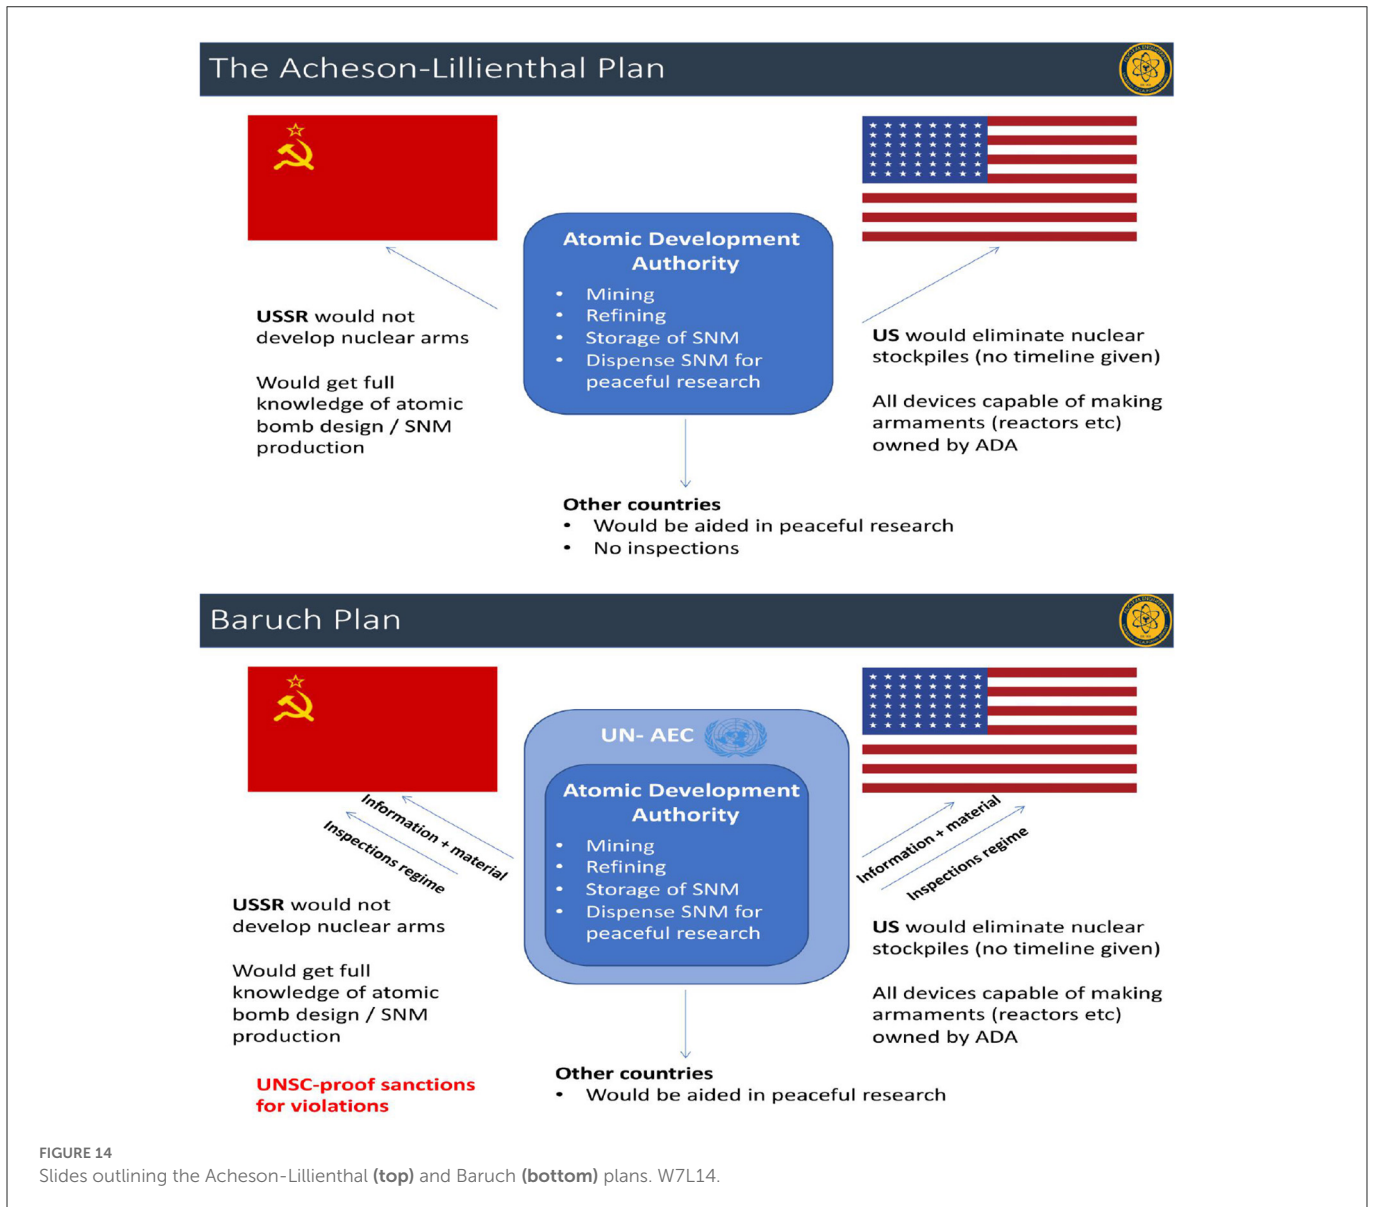 The Acheson-Lillienthal Plan
Atomic Development
Authority
• Mining
• Refining
• Storage of SNM
• Dispense SNM for
peaceful research
USSR would not
develop nuclear arms
Would get full
knowledge of atomic
bomb design / SNM
production
US would eliminate nuclear
stockpiles (no timeline given)
All devices capable of making
armaments (reactors etc)
owned by ADA
Other countries
• Would be aided in peaceful research
• No inspections
Baruch Plan
UN- AEC
Atomic Development
Authority
• Mining
• Refining
• Storage of SNM
• Dispense SNM for
peaceful research
Information + material
Inspections regime
Information + material
Inspections regime
USSR would not
develop nuclear arms
Would get full
knowledge of atomic
bomb design / SNM
production
UNSC-proof sanctions
for violations
US would eliminate nuclear
stockpiles (no timeline given)
All devices capable of making
armaments (reactors etc)
owned by ADA
Other countries
• Would be aided in peaceful research
FIGURE 14
Slides outlining the Acheson-Lillienthal (top) and Baruch (bottom) plans. W7L14.